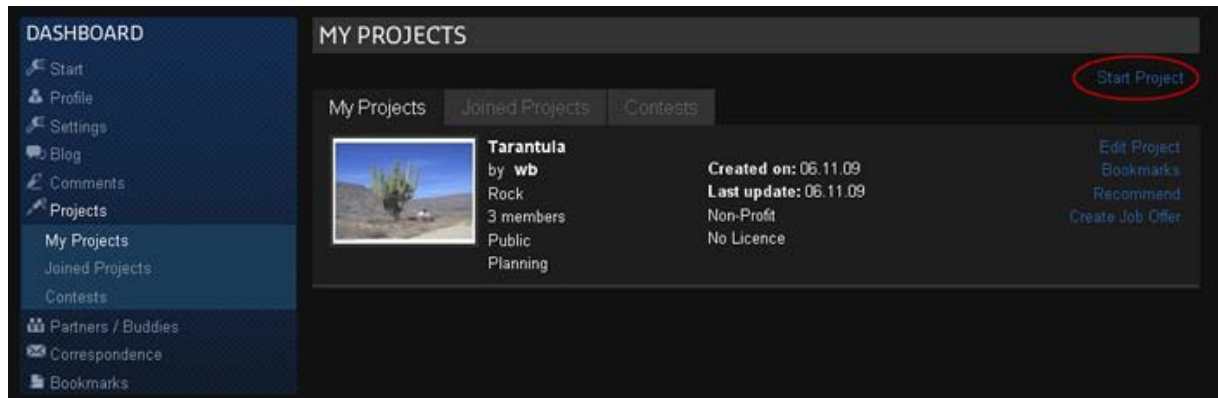 DASHBOARD
Start
Profile
Settings
Blog
Comments
Projects
My Projects
Joined Projects
Contests
Partners / Buddies
Correspondence
Bookmarks
MY PROJECTS
Start Project
My Projects Joined Projects Contests
Tarantula
by wb
Rock
3 members
Public
Planning
Created on: 06.11.09
Last update: 06.11.09
Non-Profit
No Licence
Edit Project
Bookmarks
Recommend
Create Job Offer